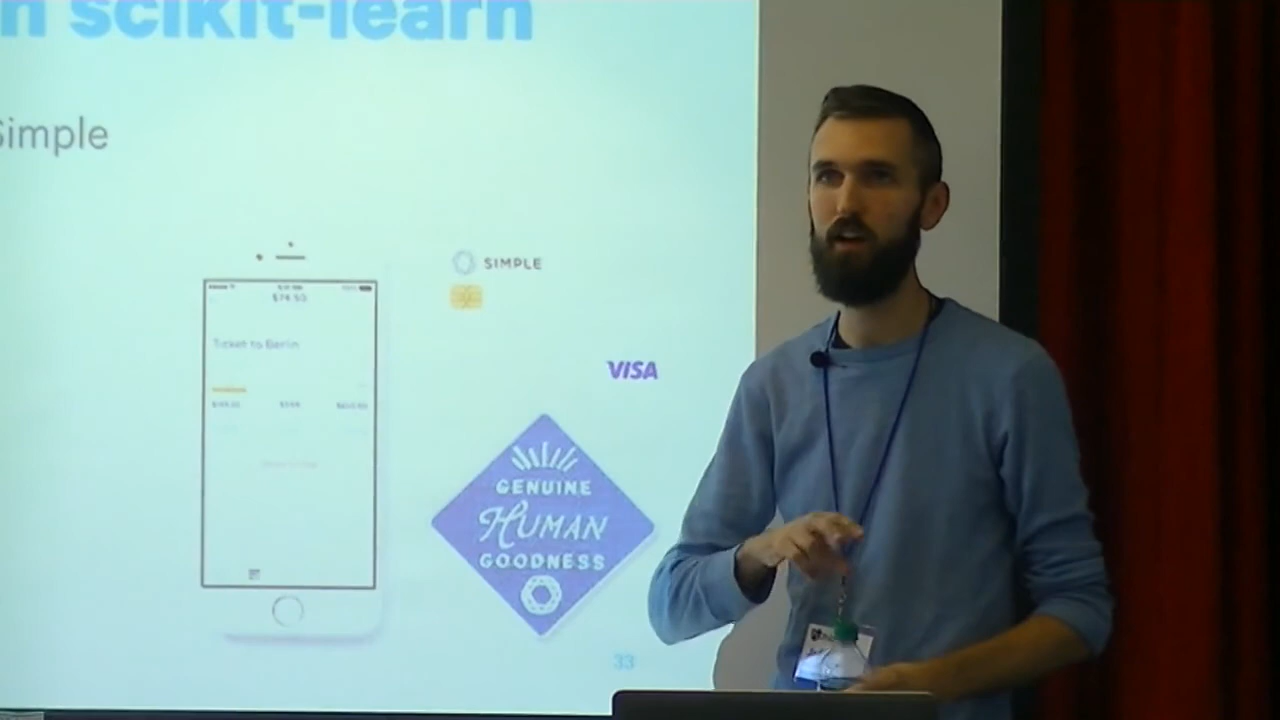 n scikit-learn
Simple
SIMPLE
$74.50
Ticket to Berlin
VISA
GENUINE
HUMAN
GOODNESS
33